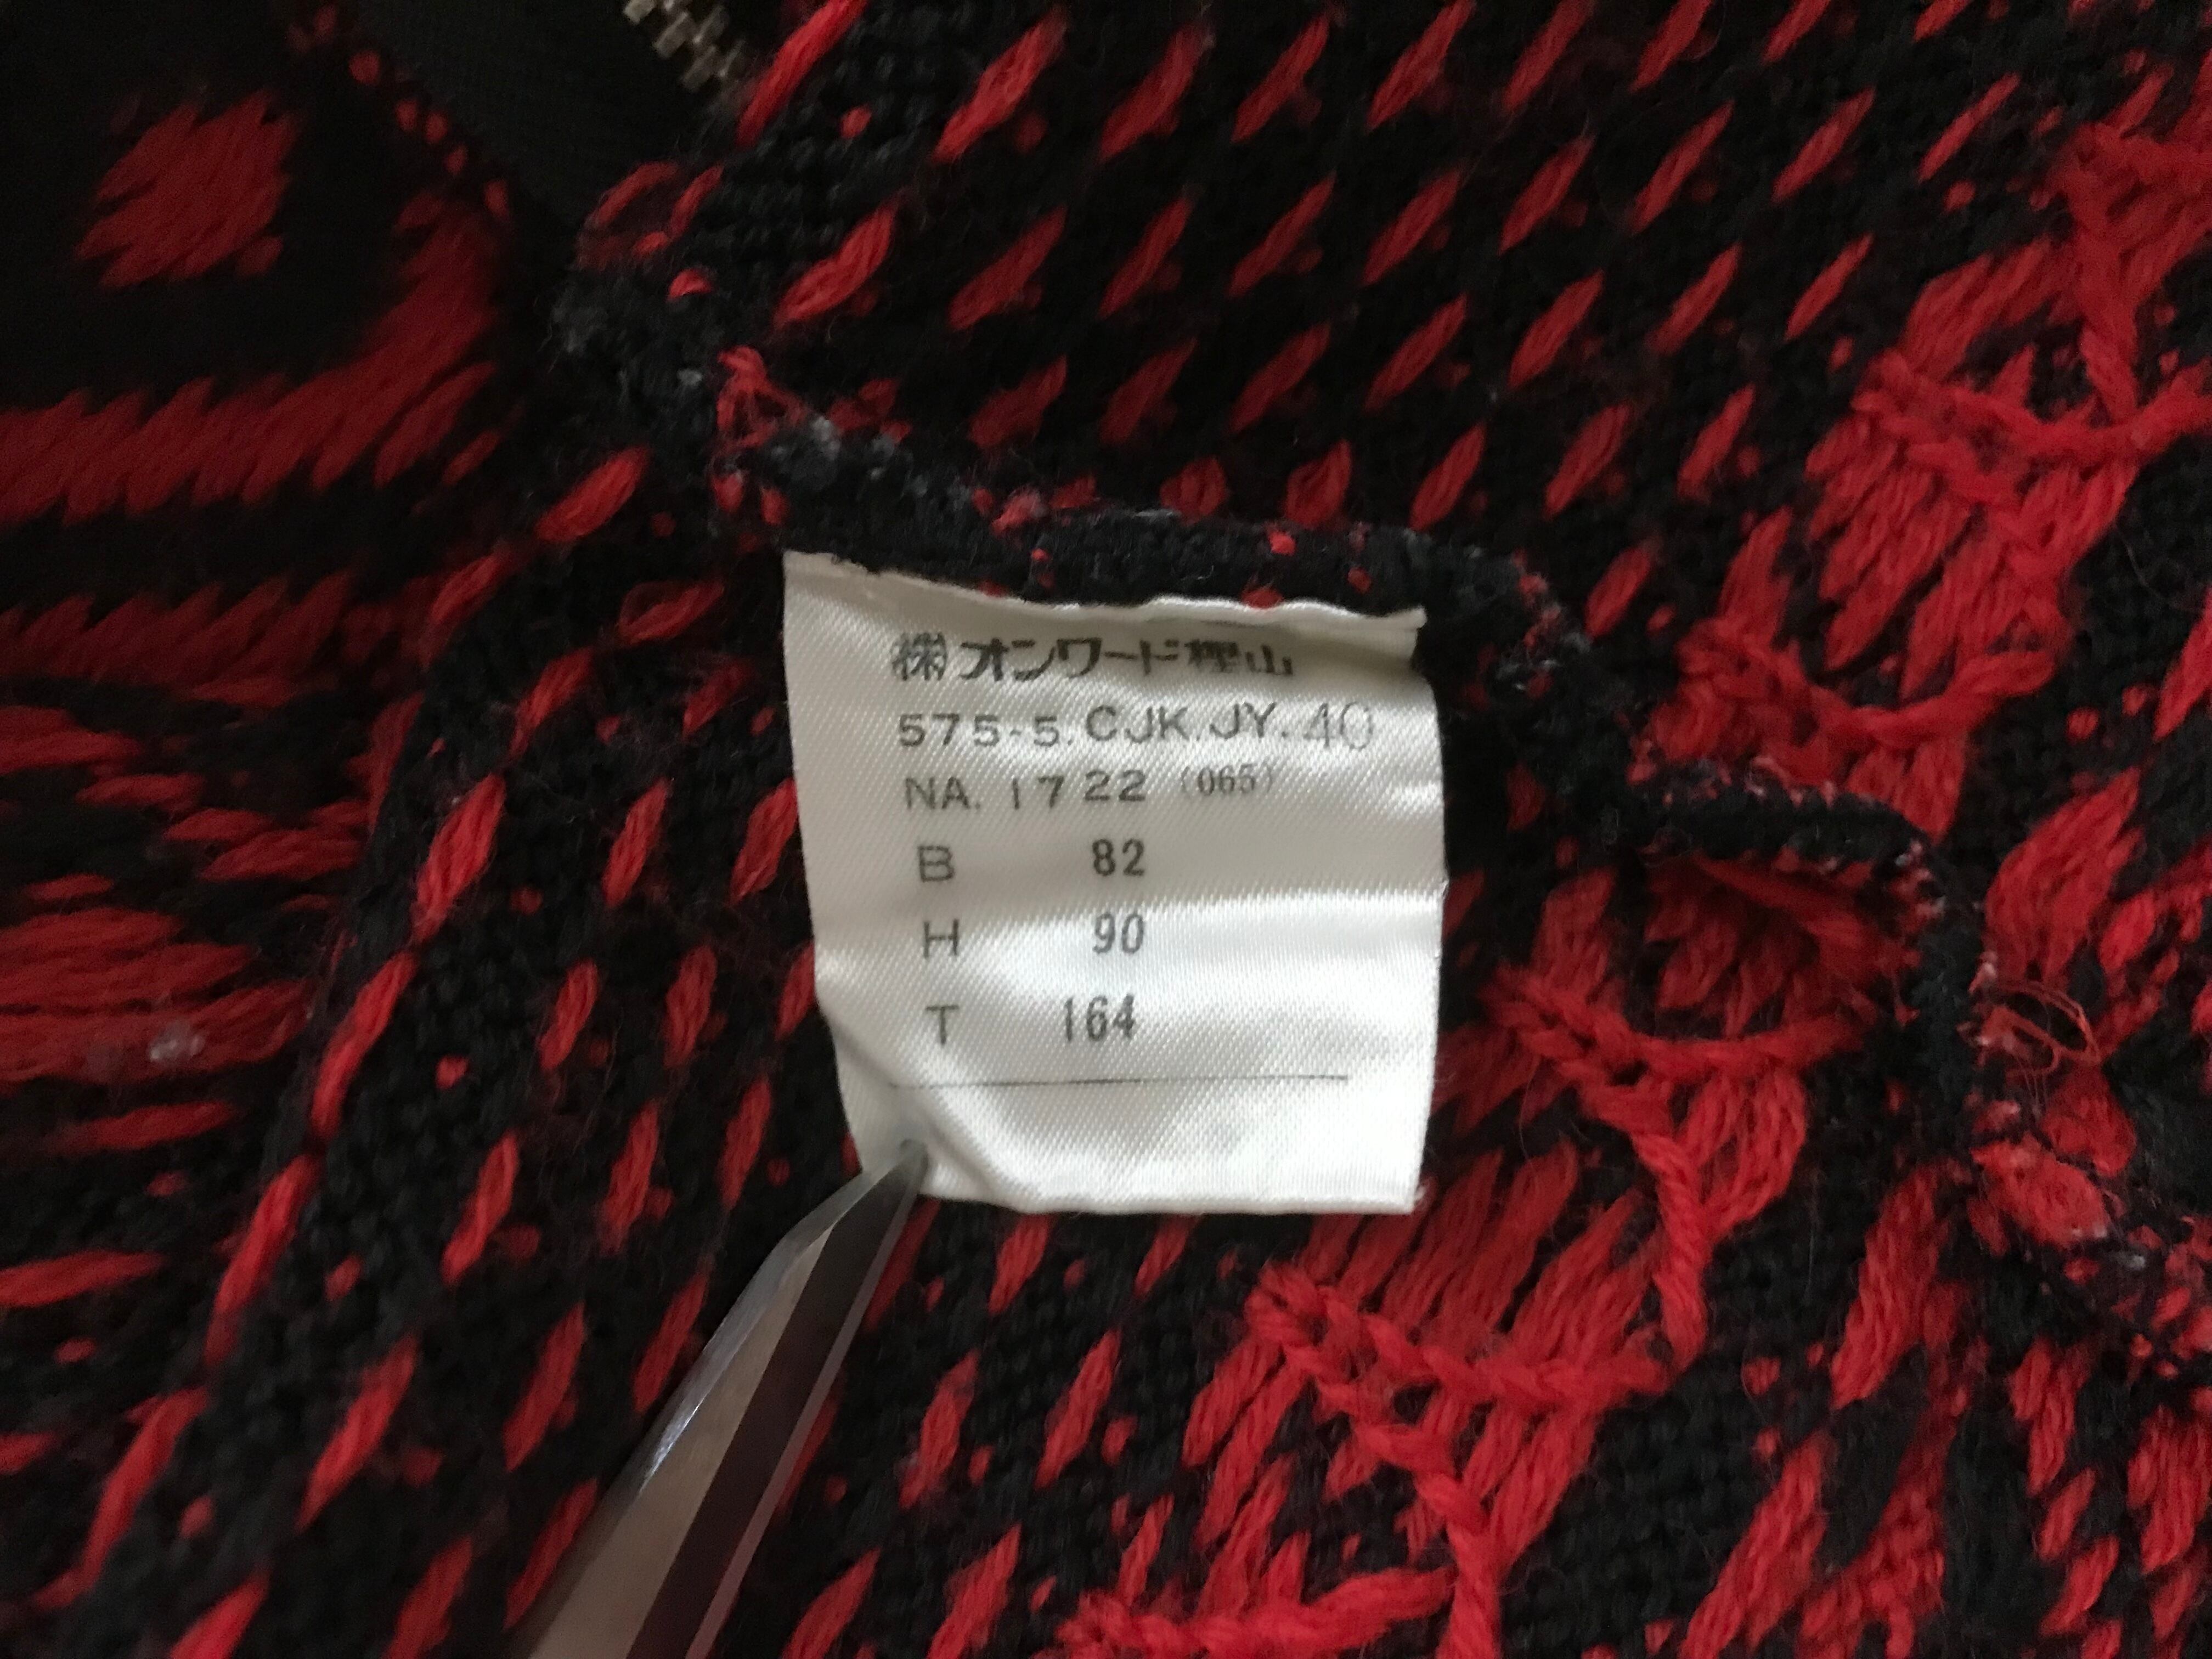 ㈱オンワード樫山
575-5.CJK.JY.40
NA.1722 (065)
B 82
H 90
T 164